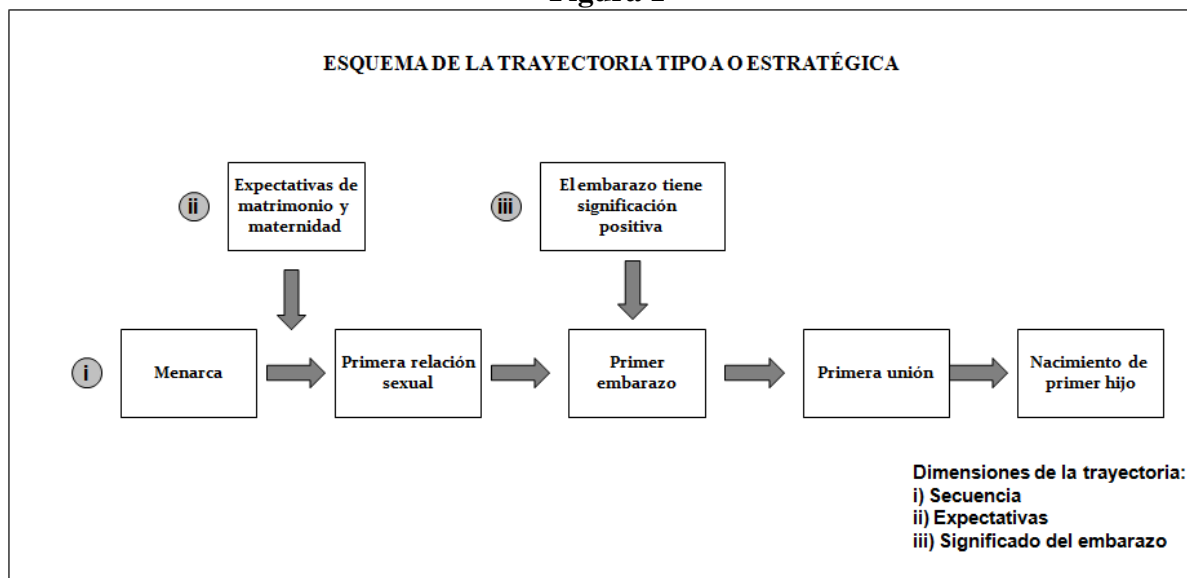 ESQUEMA DE LA TRAYECTORIA TIPO A O ESTRATÉGICA
ii
Expectativas de
matrimonio y
maternidad
iii
El embarazo tiene
significación
positiva
i
Menarca
Primera relación
sexual
Primer
embarazo
Primera unión
Nacimiento de
primer hijo
Dimensiones de la trayectoria:
i) Secuencia
ii) Expectativas
iii) Significado del embarazo